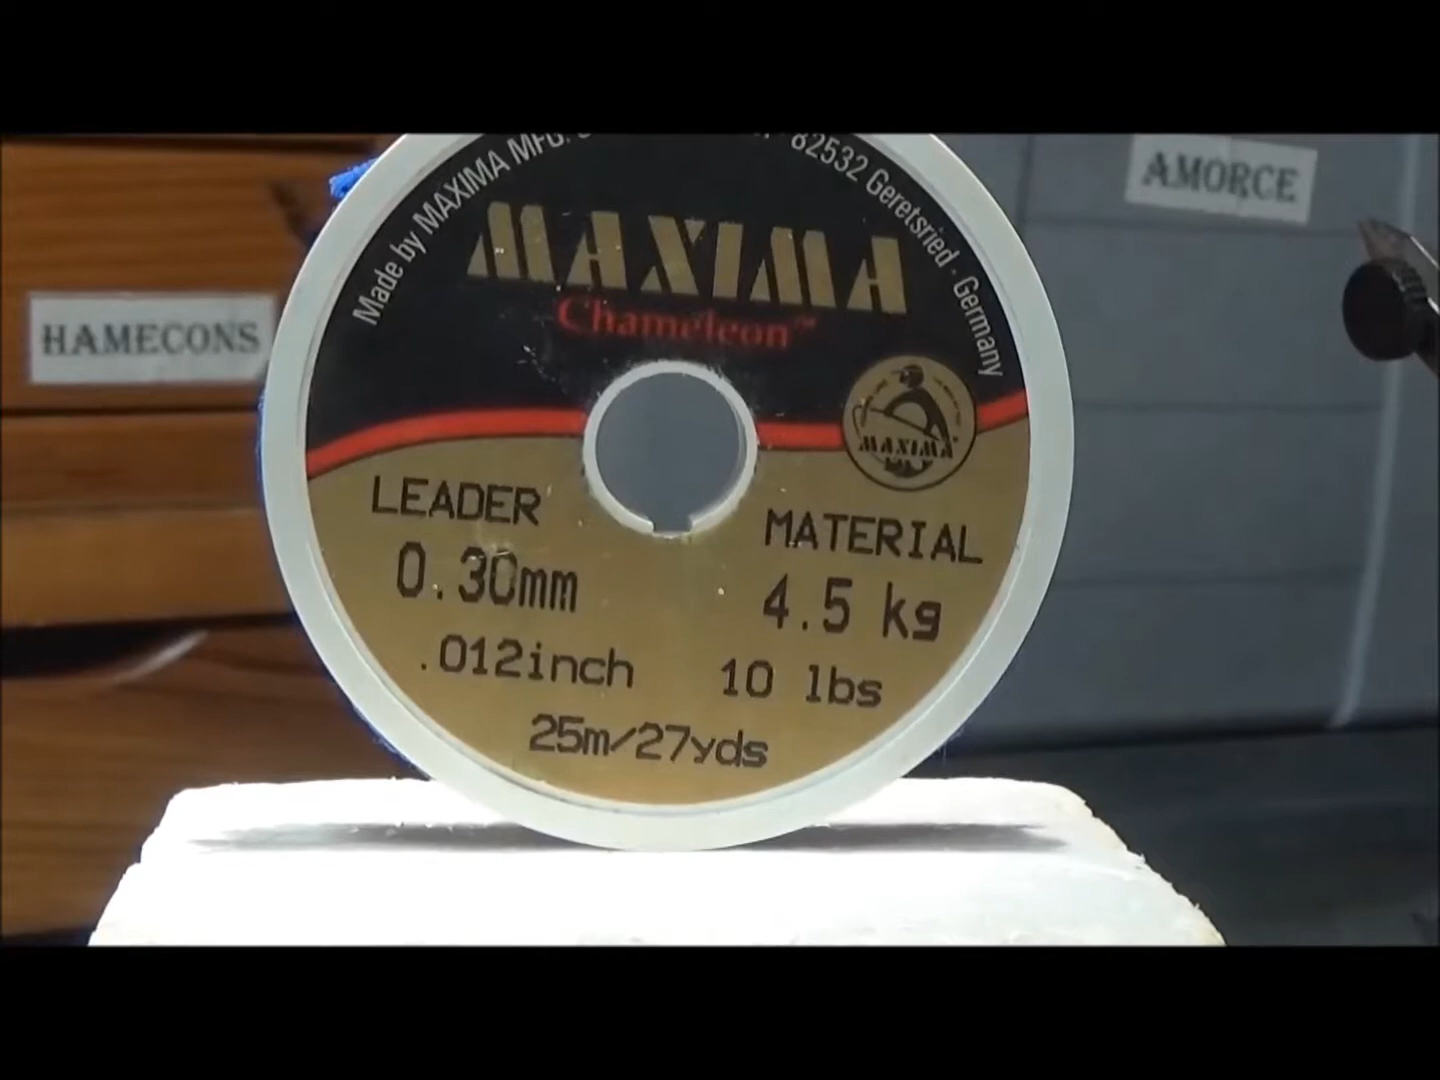 Made by MAXIMA MFG.
82532 Geretsried · Germany
AMORCE
MAXIMA
Chameleon™
HAMECONS
MAXIMA
LEADER MATERIAL
0.30mm 4.5 kg
.012inch 10 lbs
25m/27yds